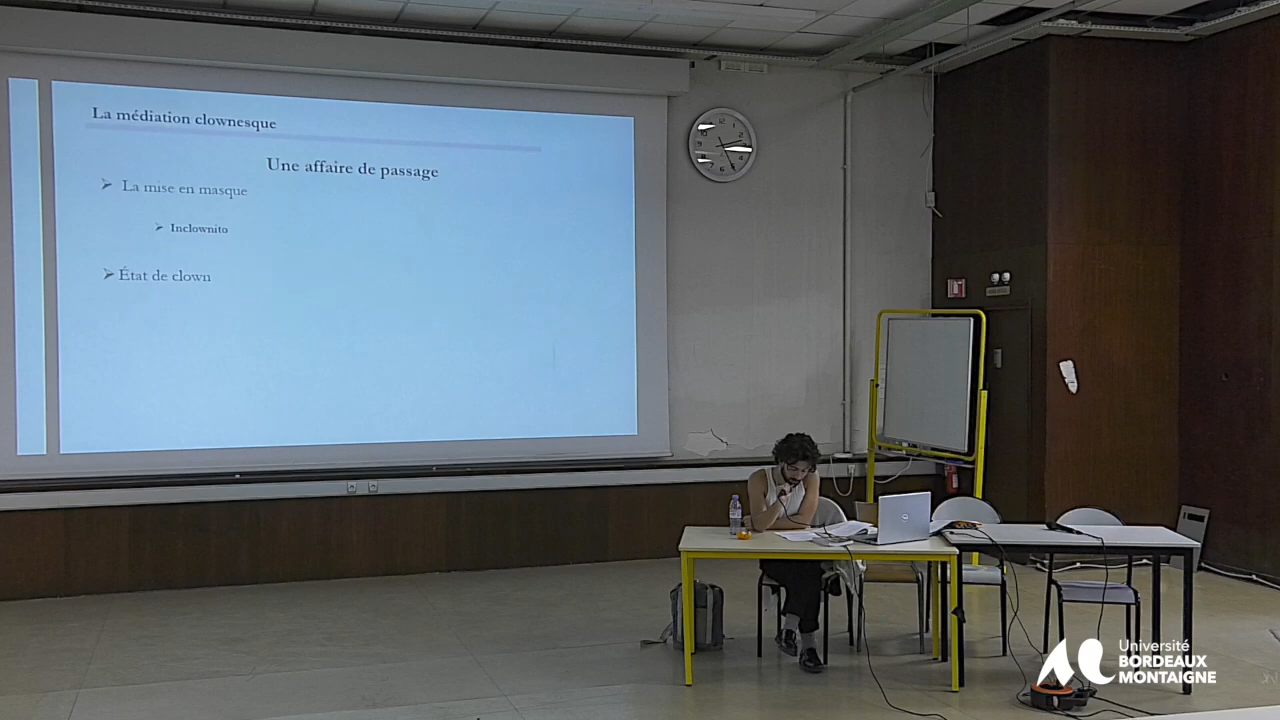 La médiation clownesque
Une affaire de passage
La mise en masque
Inclownito
État de clown
Université
BORDEAUX
MONTAIGNE